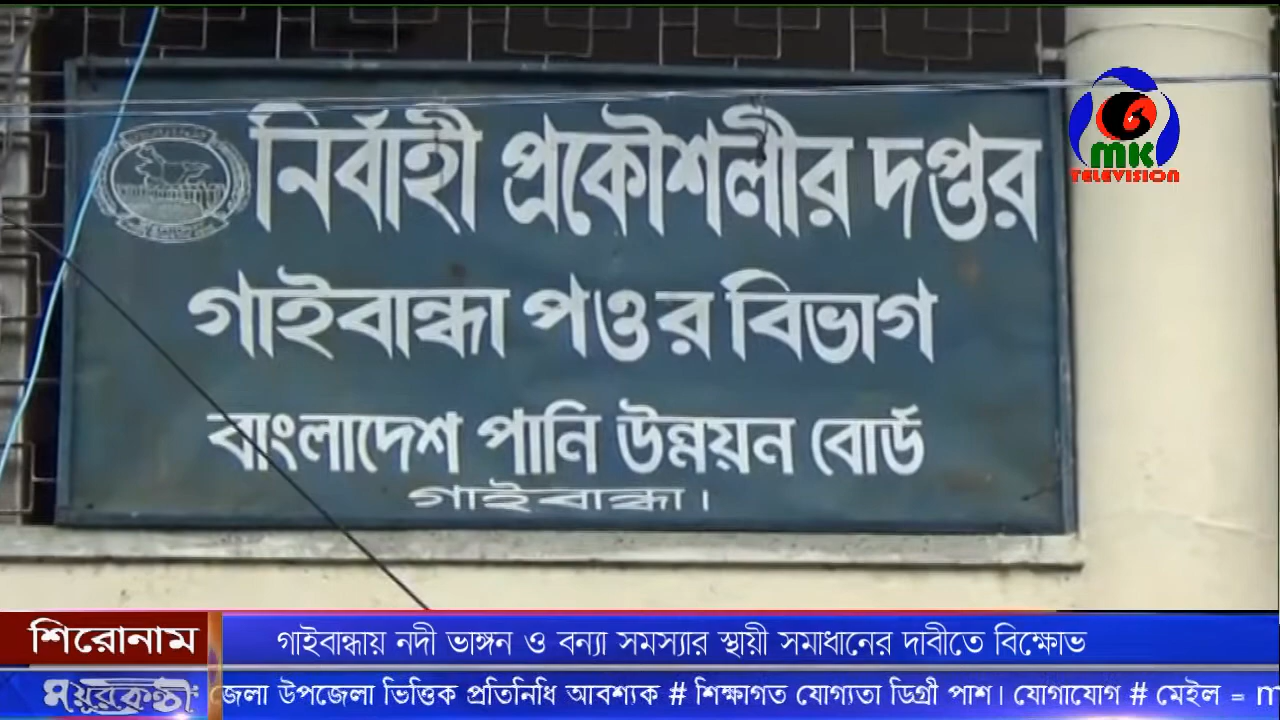 নির্বাহী প্রকৌশলীর দপ্তর
গাইবান্ধা পওর বিভাগ
বাংলাদেশ পানি উন্নয়ন বোর্ড
গাইবান্ধা।
MK
TELEVISION
শিরোনাম
গাইবান্ধায় নদী ভাঙ্গন ও বন্যা সমস্যার স্থায়ী সমাধানের দাবীতে বিক্ষোভ
ময়ূরকন্ঠী
জেলা উপজেলা ভিত্তিক প্রতিনিধি আবশ্যক # শিক্ষাগত যোগ্যতা ডিগ্রী পাশ। যোগাযোগ # মেইল = m